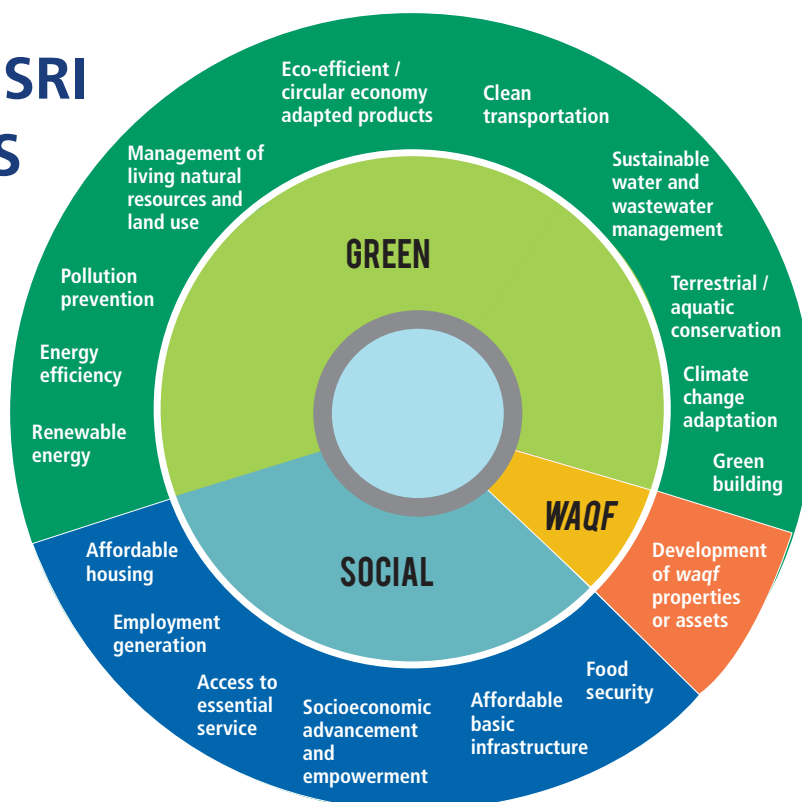 SRI
S
Eco-efficient /
circular economy
adapted products
Clean
transportation
Management of
living natural
resources and
land use
Sustainable
water and
wastewater
management
Pollution
prevention
Terrestrial /
aquatic
conservation
Energy
efficiency
Climate
change
adaptation
Renewable
energy
Green
building
GREEN
WAQF
SOCIAL
Affordable
housing
Development
of waqf
properties
or assets
Employment
generation
Access to
essential
service
Socioeconomic
advancement
and
empowerment
Affordable
basic
infrastructure
Food
security